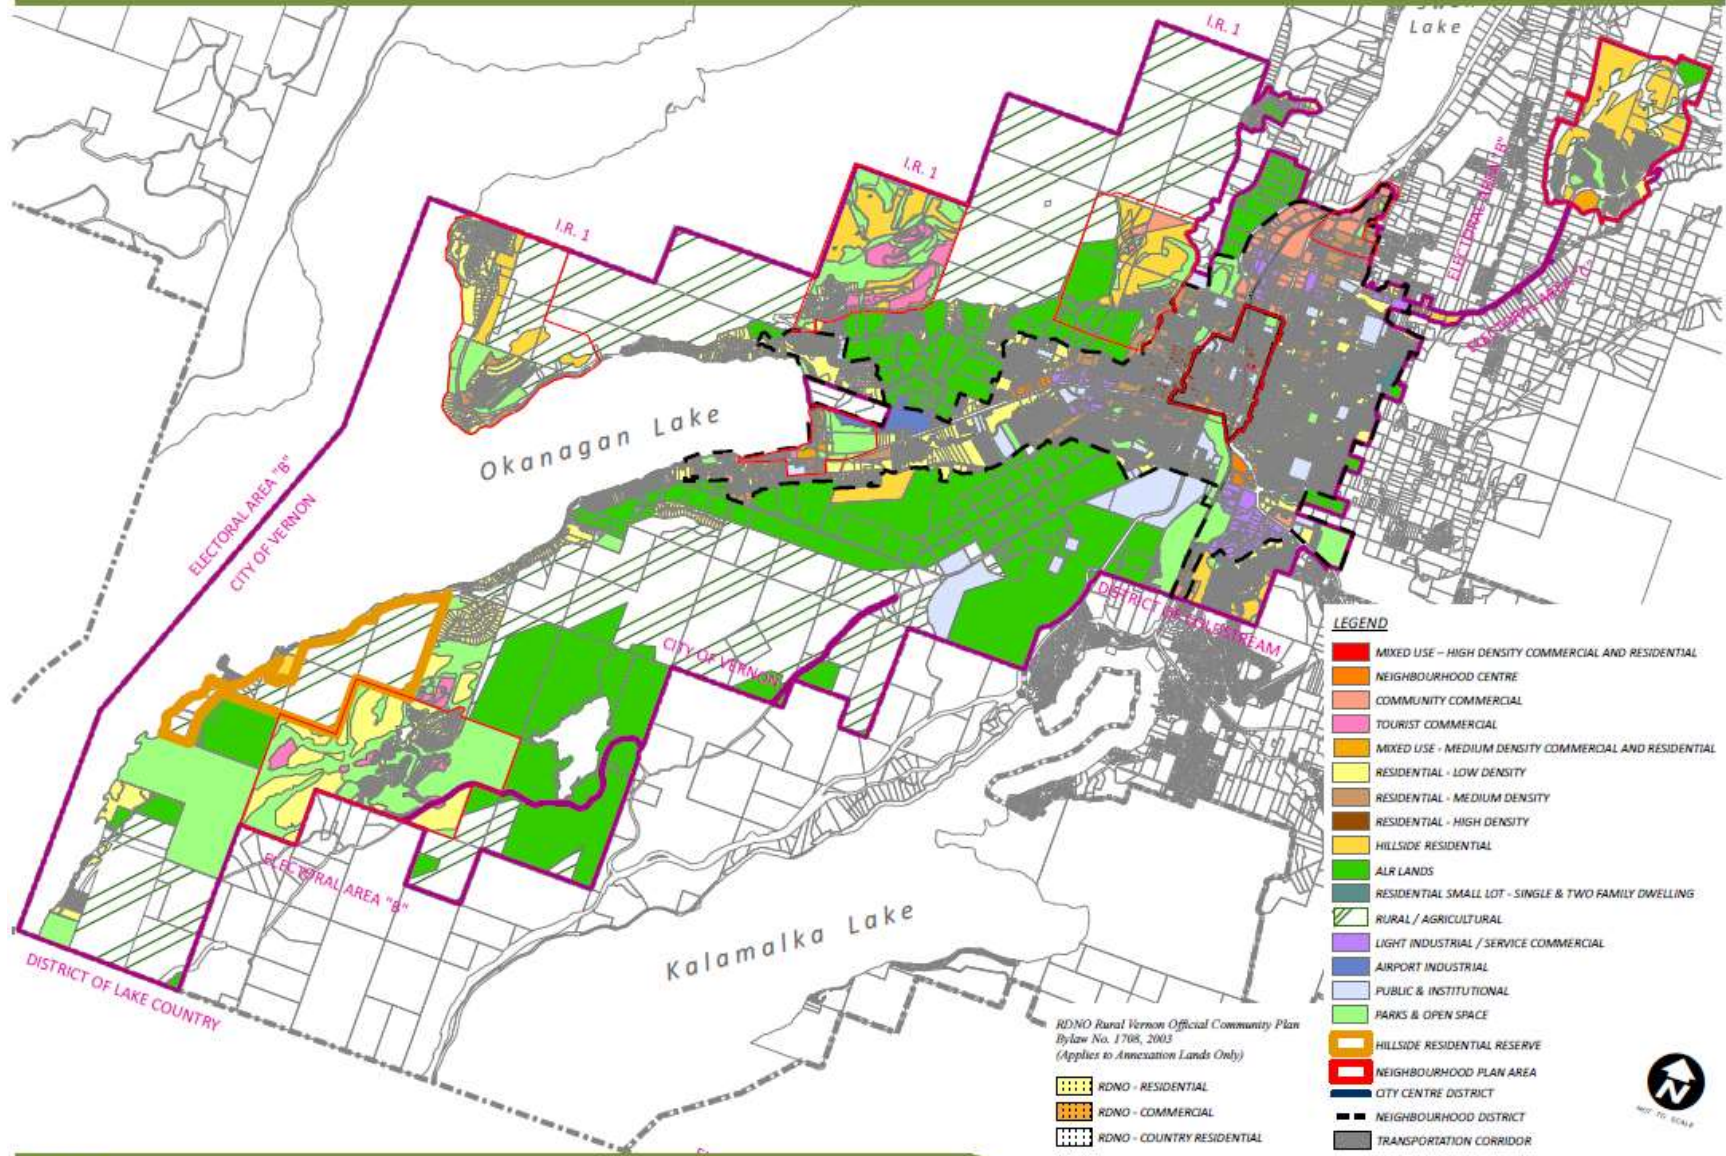 Lake
I.R. 1
I.R. 1
I.R. 1
ELECTORAL AREA "B"
Okanagan Lake
ELECTORAL AREA "B"
CITY OF VERNON
DISTRICT OF COLDSTREAM
CITY OF VERNON
ELECTORAL AREA "B"
Kalamalka Lake
DISTRICT OF LAKE COUNTRY
LEGEND
MIXED USE – HIGH DENSITY COMMERCIAL AND RESIDENTIAL
NEIGHBOURHOOD CENTRE
COMMUNITY COMMERCIAL
TOURIST COMMERCIAL
MIXED USE - MEDIUM DENSITY COMMERCIAL AND RESIDENTIAL
RESIDENTIAL - LOW DENSITY
RESIDENTIAL - MEDIUM DENSITY
RESIDENTIAL - HIGH DENSITY
HILLSIDE RESIDENTIAL
ALR LANDS
RESIDENTIAL SMALL LOT - SINGLE & TWO FAMILY DWELLING
RURAL / AGRICULTURAL
LIGHT INDUSTRIAL / SERVICE COMMERCIAL
AIRPORT INDUSTRIAL
PUBLIC & INSTITUTIONAL
PARKS & OPEN SPACE
HILLSIDE RESIDENTIAL RESERVE
NEIGHBOURHOOD PLAN AREA
CITY CENTRE DISTRICT
NEIGHBOURHOOD DISTRICT
TRANSPORTATION CORRIDOR
RDNO Rural Vernon Official Community Plan
Bylaw No. 1708, 2003
(Applies to Annexation Lands Only)
RDNO - RESIDENTIAL
RDNO - COMMERCIAL
RDNO - COUNTRY RESIDENTIAL
N
NOT TO SCALE